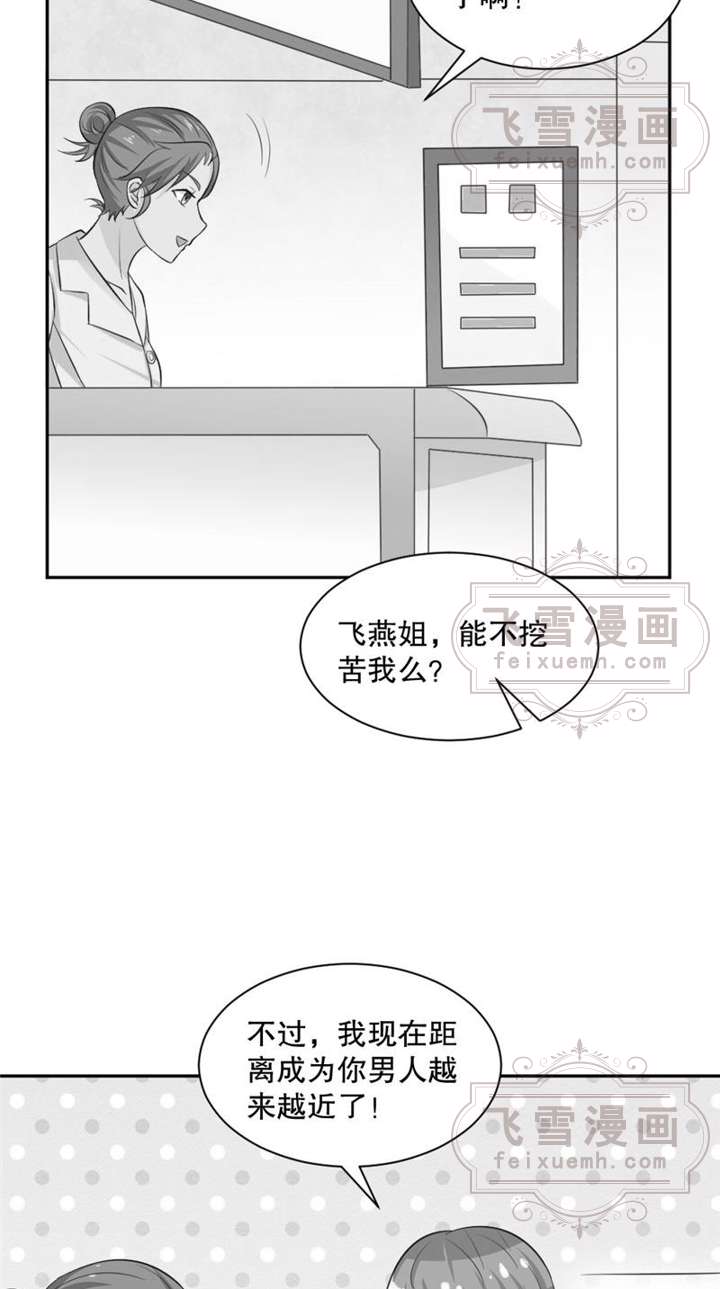 了啊！
飞雪漫画
feixuemh.com
飞燕姐，能不挖
苦我么？
飞雪漫画
feixuemh.com
不过，我现在距
离成为你男人越
来越近了！
飞雪漫画
feixuemh.com